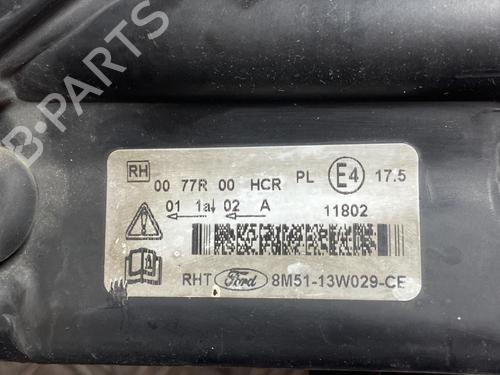 B-PARTS
RH 00 77R 00 HCR PL E4 17.5
01 1a 02 A 11802
RHT Ford 8M51-13W029-CE